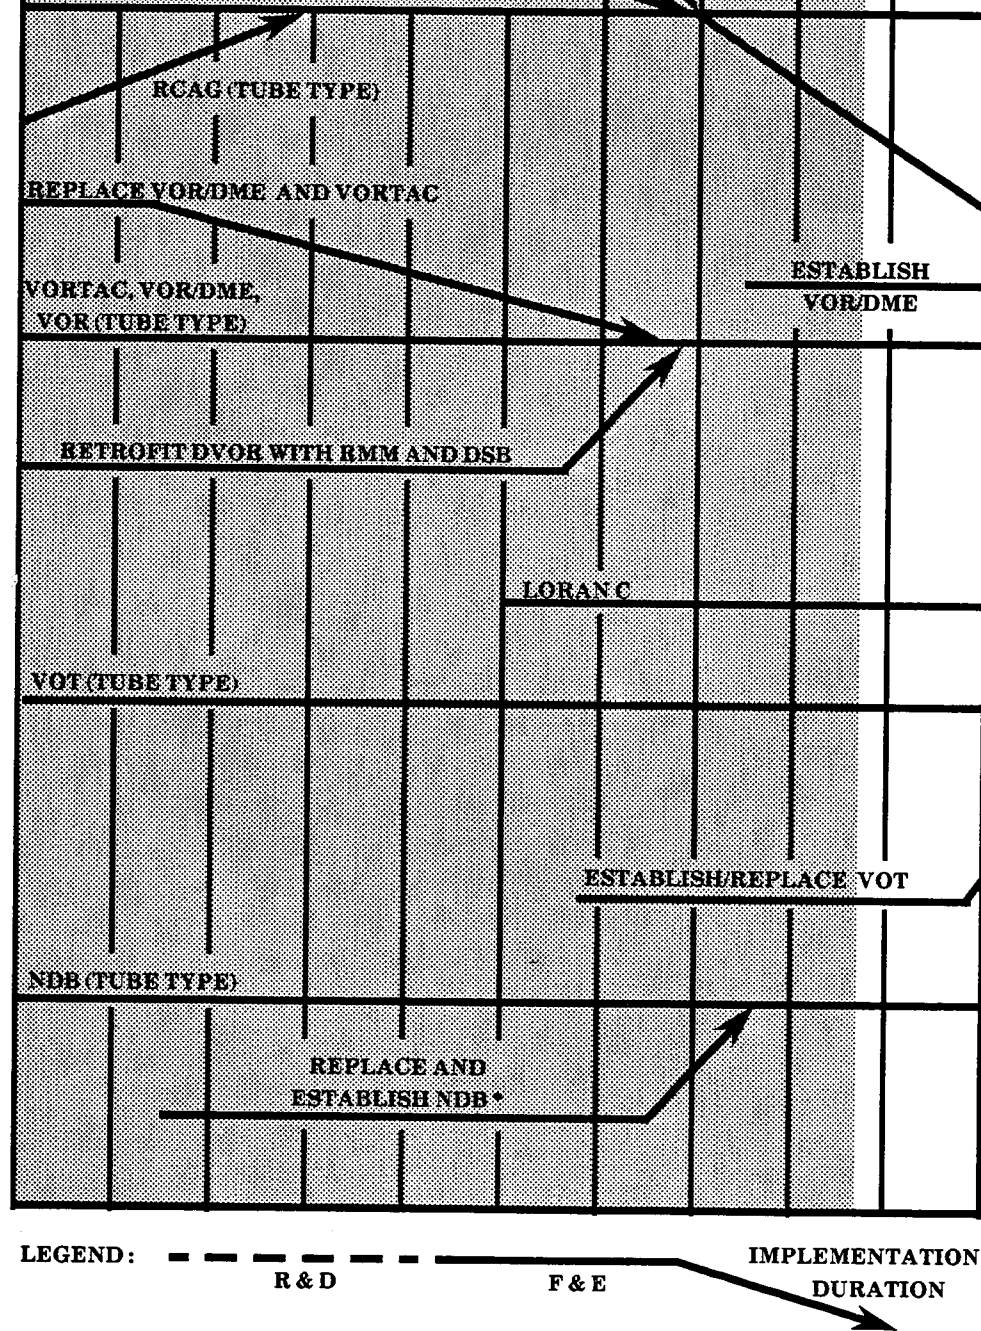 RCAG (TUBE TYPE)
REPLACE VOR/DME AND VORTAC
ESTABLISH
VOR/DME
VORTAC, VOR/DME,
VOR (TUBE TYPE)
RETROFIT DVOR WITH RMM AND DSB
LORAN C
VOT (TUBE TYPE)
ESTABLISH/REPLACE VOT
NDB (TUBE TYPE)
REPLACE AND
ESTABLISH NDB *
LEGEND:
R & D
F & E
IMPLEMENTATION
DURATION